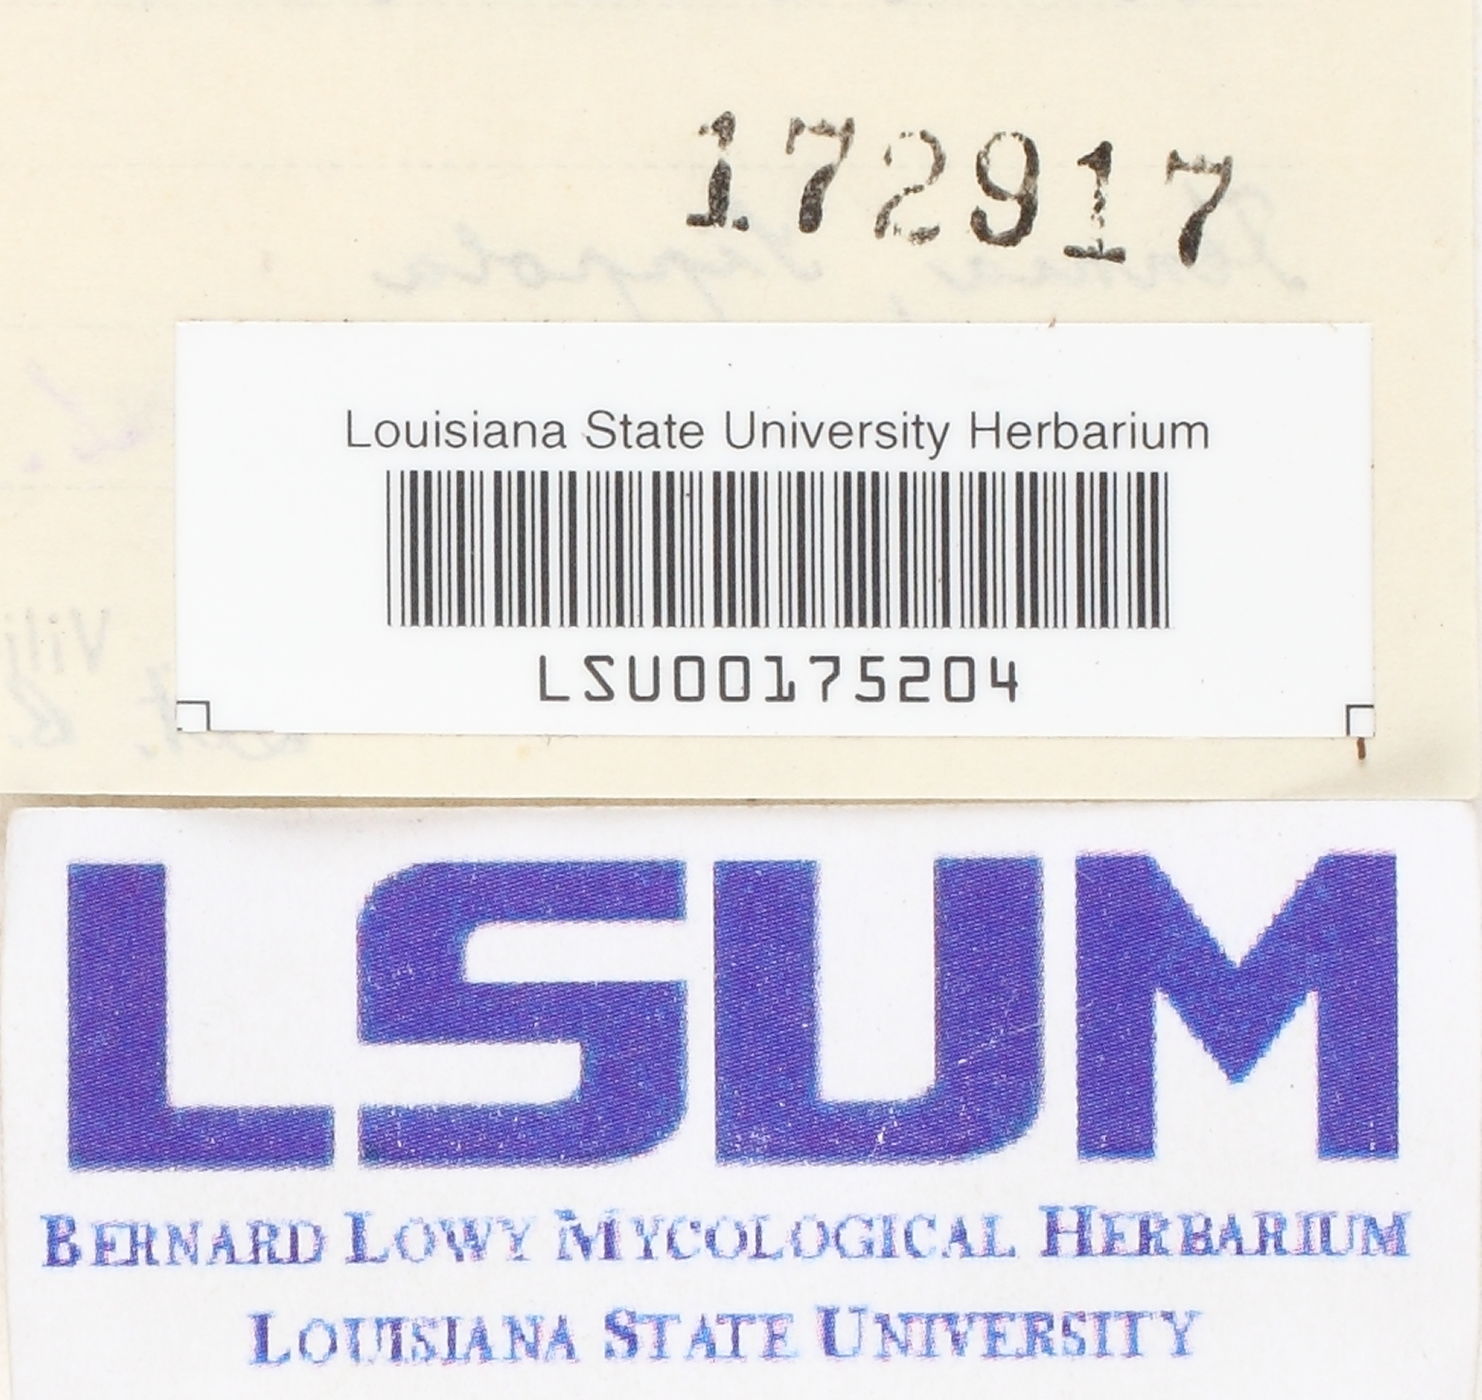 172917
Louisiana State University Herbarium
LSU00175204
LSUM
BERNARD LOWY MYCOLOGICAL HERBARIUM
LOUISIANA STATE UNIVERSITY